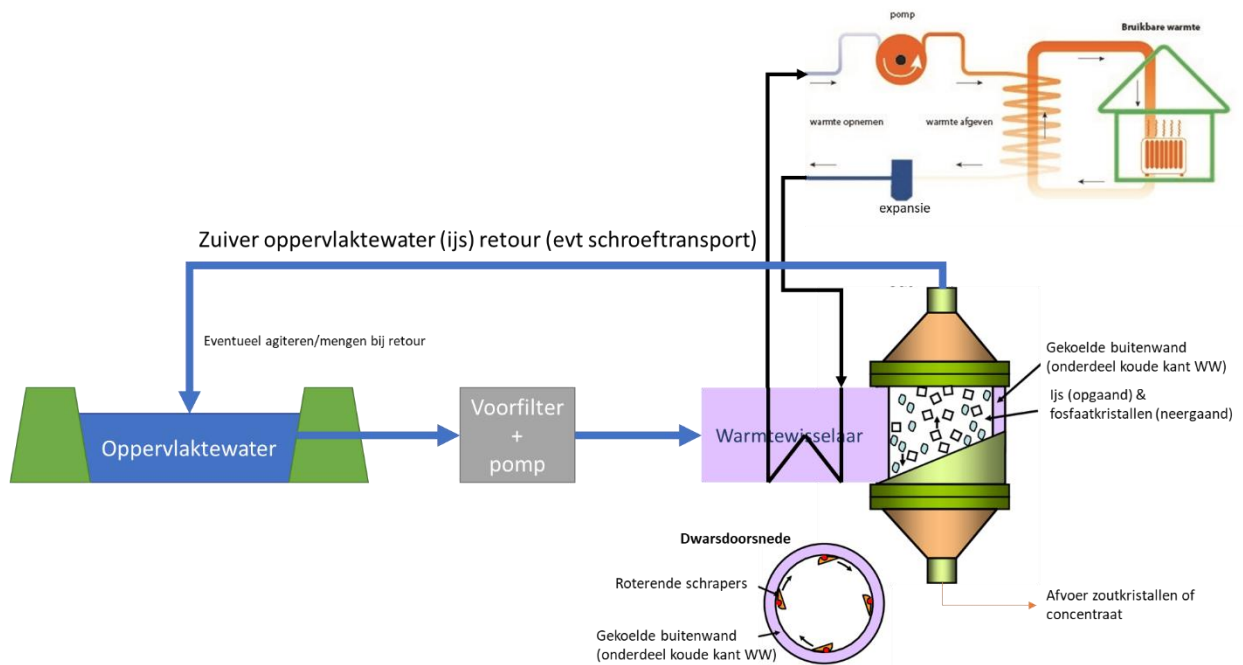 pomp
Bruikbare warmte
warmte opnemen
warmte afgeven
expansie
Zuiver oppervlaktewater (ijs) retour (evt schroeftransport)
Eventueel agiteren/mengen bij retour
Gekoelde buitenwand
(onderdeel koude kant WW)
Ijs (opgaand) &
fosfaatkristallen (neergaand)
Oppervlaktewater
Voorfilter
+
pomp
Warmtewisselaar
Dwarsdoorsnede
Roterende schrapers
Gekoelde buitenwand
(onderdeel koude kant WW)
Afvoer zoutkristallen of
concentraat